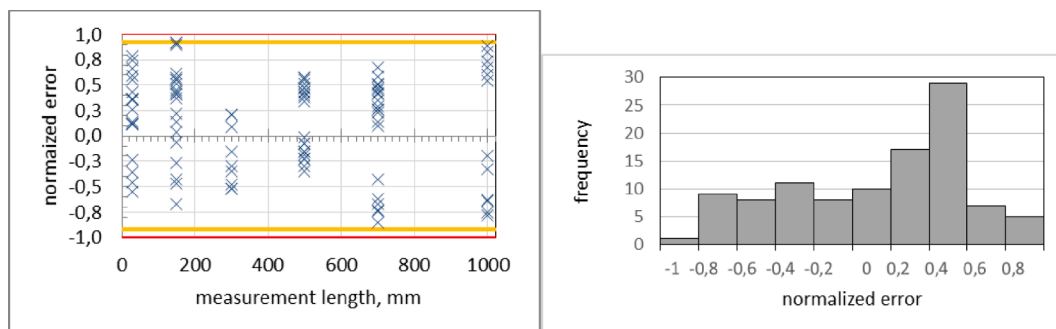 normaized error
1,0
0,8
0,5
0,3
0,0
-0,3
-0,5
-0,8
-1,0
0 200 400 600 800 1000
measurement length, mm
frequency
30
25
20
15
10
5
0
-1 -0,8 -0,6 -0,4 -0,2 0 0,2 0,4 0,6 0,8
normalized error